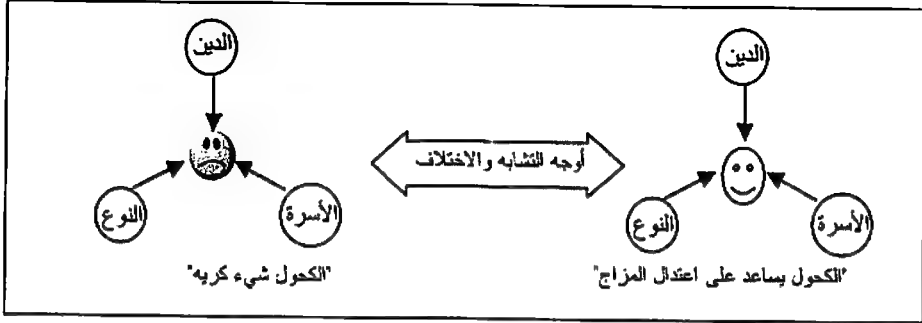 الدين
الدين
أوجه التشابه والاختلاف
الأسرة
النوع
الأسرة
النوع
"الكحول يساعد على اعتدال المزاج"
"الكحول شيء كريه"